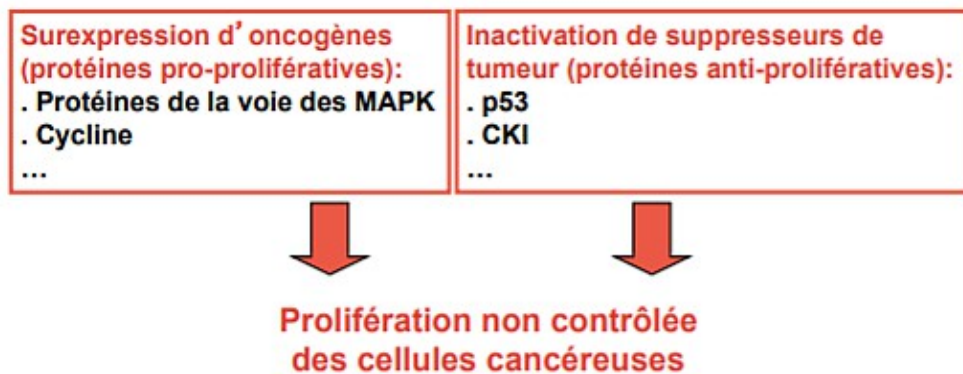 Surexpression d' oncogènes
(protéines pro-prolifératives):
. Protéines de la voie des MAPK
. Cycline
...
Inactivation de suppresseurs de
tumeur (protéines anti-prolifératives):
. p53
. CKI
...
Prolifération non contrôlée
des cellules cancéreuses